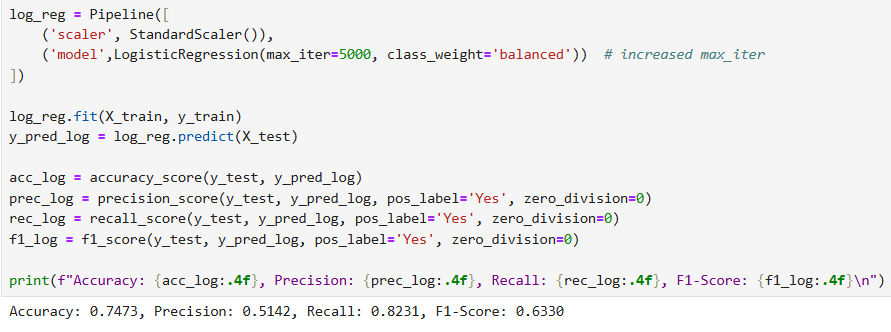 log_reg = Pipeline([
    ('scaler', StandardScaler()),
    ('model',LogisticRegression(max_iter=5000, class_weight='balanced'))  # increased max_iter
])

log_reg.fit(X_train, y_train)
y_pred_log = log_reg.predict(X_test)

acc_log = accuracy_score(y_test, y_pred_log)
prec_log = precision_score(y_test, y_pred_log, pos_label='Yes', zero_division=0)
rec_log = recall_score(y_test, y_pred_log, pos_label='Yes', zero_division=0)
f1_log = f1_score(y_test, y_pred_log, pos_label='Yes', zero_division=0)

print(f"Accuracy: {acc_log:.4f}, Precision: {prec_log:.4f}, Recall: {rec_log:.4f}, F1-Score: {f1_log:.4f}\n")
Accuracy: 0.7473, Precision: 0.5142, Recall: 0.8231, F1-Score: 0.6330